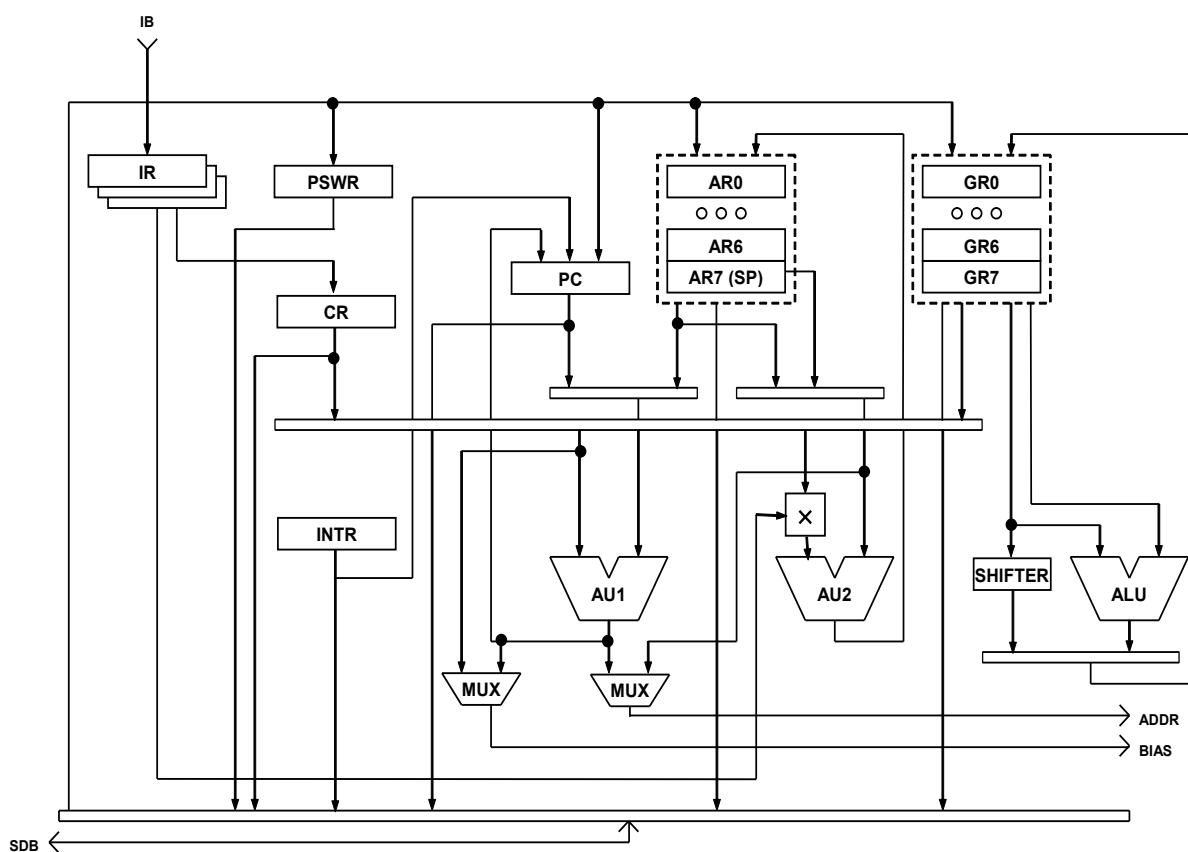 IB
IR
PSWR
AR0
GR0
AR6
GR6
PC
AR7 (SP)
GR7
CR
INTR
×
SHIFTER
AU1
AU2
ALU
MUX
MUX
ADDR
BIAS
SDB